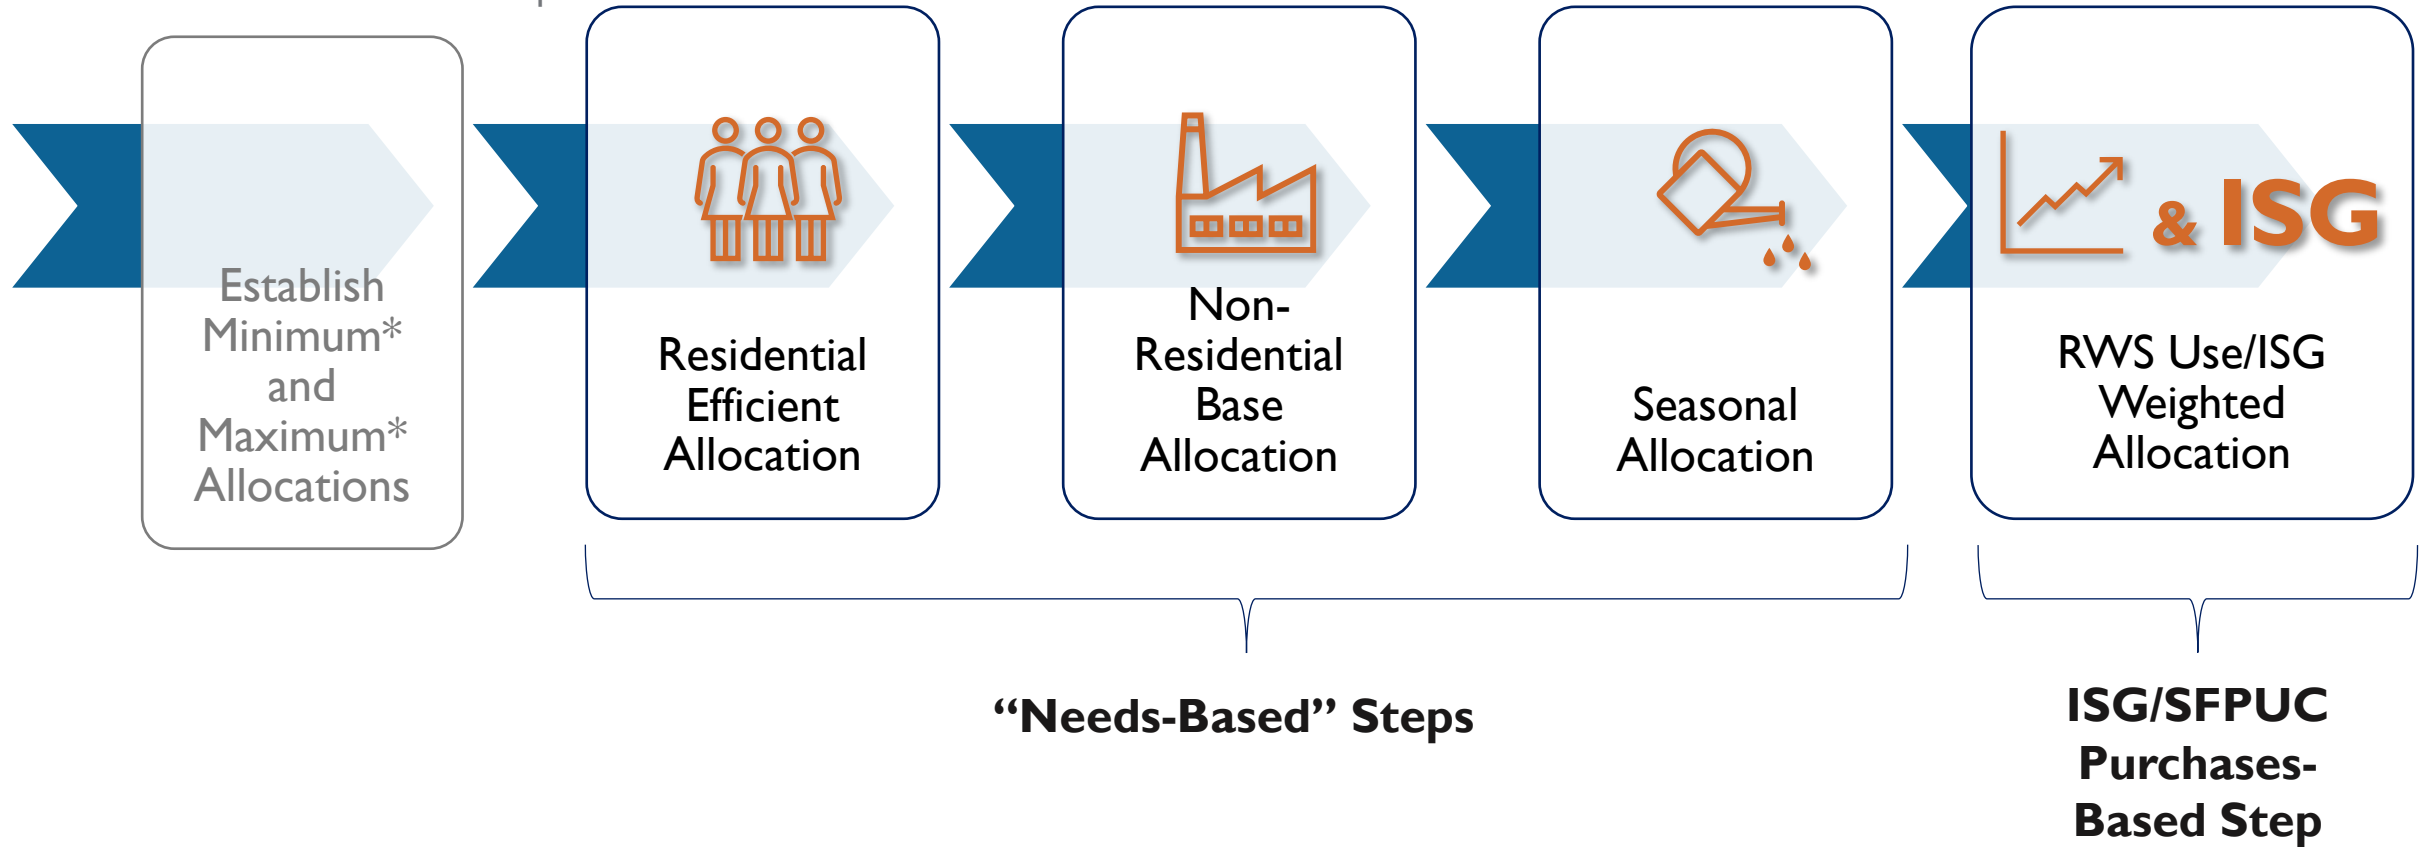 Establish
Minimum*
and
Maximum*
Allocations
Residential
Efficient
Allocation
Non-
Residential
Base
Allocation
Seasonal
Allocation
& ISG
RWS Use/ISG
Weighted
Allocation
“Needs-Based” Steps
ISG/SFPUC
Purchases-
Based Step